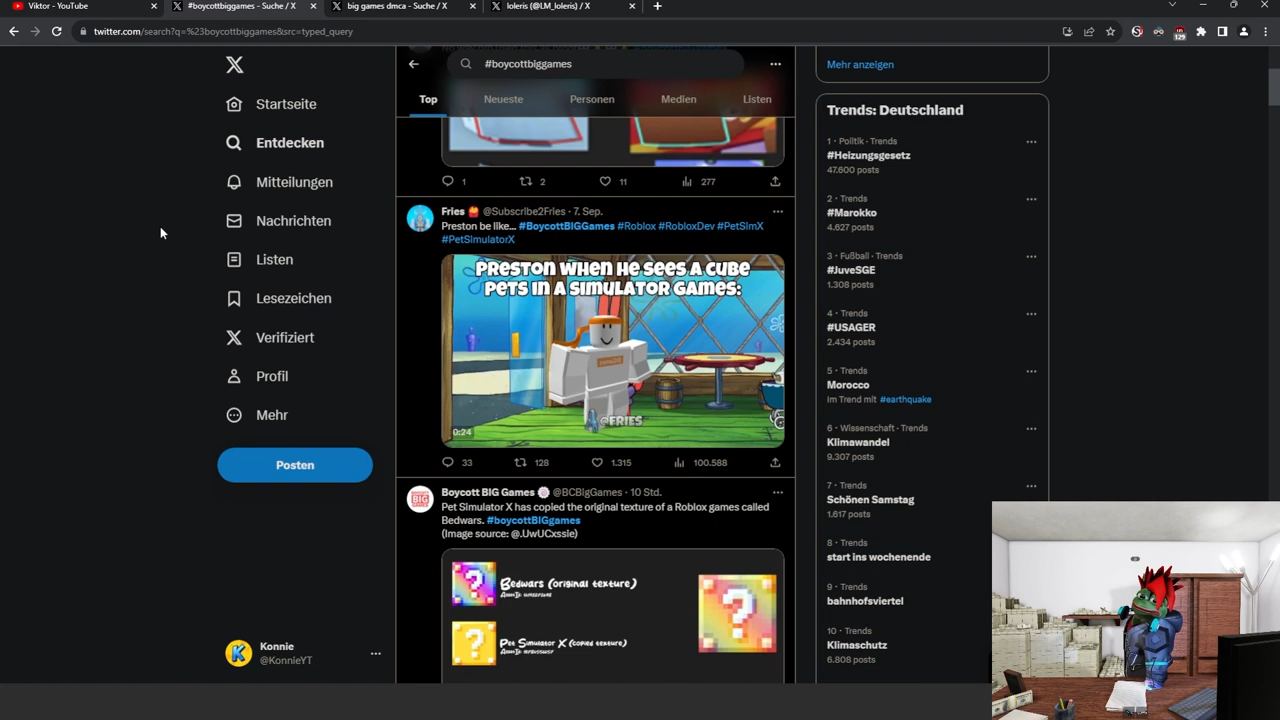 Viktor - YouTube
#boycottbiggames - Suche / X
big games dmca - Suche / X
loleris (@LM_loleris) / X
twitter.com/search?q=%23boycottbiggames&src=typed_query
129
Startseite
Entdecken
Mitteilungen
Nachrichten
Listen
Lesezeichen
Verifiziert
Profil
Mehr
Posten
Konnie
@KonnieYT
#boycottbiggames
Top
Neueste
Personen
Medien
Listen
1
2
11
277
Fries @Subscribe2Fries · 7. Sep.
Preston be like... #BoycottBIGGames #Roblox #RobloxDev #PetSimX
#PetSimulatorX
PRESTON WHEN HE SEES A CUBE
PETS IN A SIMULATOR GAMES:
@FRIES
0:24
33
128
1.315
100.588
BIG
Boycott BIG Games @BCBigGames · 10 Std.
Pet Simulator X has copied the original texture of a Roblox games called
Bedwars. #boycottBIGgames
(Image source: @.UwUCxssie)
Bedwars (original texture)
Pet Simulator X (copied texture)
Mehr anzeigen
Trends: Deutschland
1 · Politik · Trends
#Heizungsgesetz
47.600 posts
2 · Trends
#Marokko
4.627 posts
3 · Fußball · Trends
#JuveSGE
1.308 posts
4 · Trends
#USAGER
2.434 posts
5 · Trends
Morocco
Im Trend mit #earthquake
6 · Wissenschaft · Trends
Klimawandel
9.307 posts
7 · Trends
Schönen Samstag
1.617 posts
8 · Trends
start ins wochenende
9 · Trends
bahnhofsviertel
10 · Trends
Klimaschutz
6.808 posts